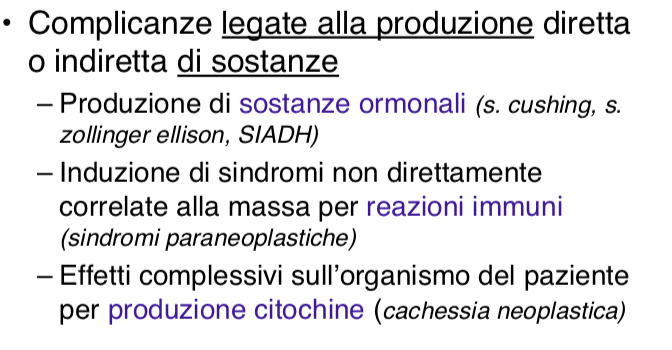 • Complicanze legate alla produzione diretta
o indiretta di sostanze
– Produzione di sostanze ormonali (s. cushing, s.
zollinger ellison, SIADH)
– Induzione di sindromi non direttamente
correlate alla massa per reazioni immuni
(sindromi paraneoplastiche)
– Effetti complessivi sull'organismo del paziente
per produzione citochine (cachessia neoplastica)